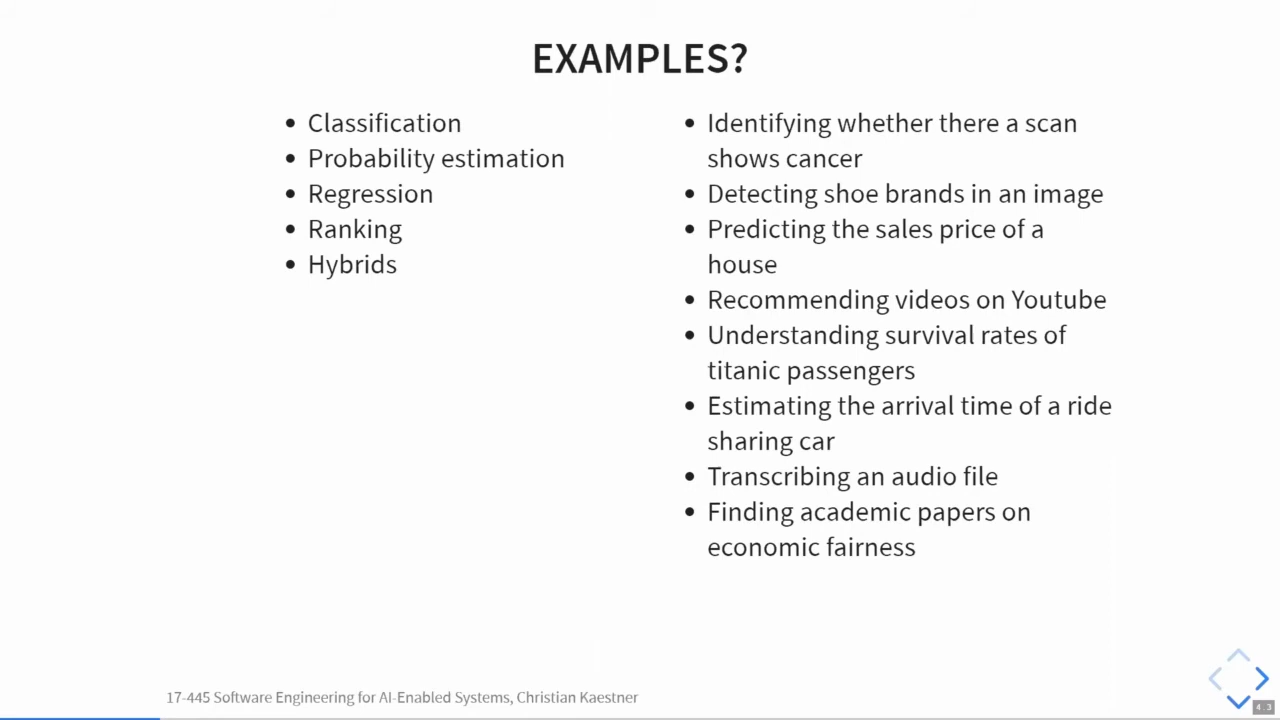 EXAMPLES?
Classification
Probability estimation
Regression
Ranking
Hybrids
Identifying whether there a scan
shows cancer
Detecting shoe brands in an image
Predicting the sales price of a
house
Recommending videos on Youtube
Understanding survival rates of
titanic passengers
Estimating the arrival time of a ride
sharing car
Transcribing an audio file
Finding academic papers on
economic fairness
17-445 Software Engineering for AI-Enabled Systems, Christian Kaestner
4.3